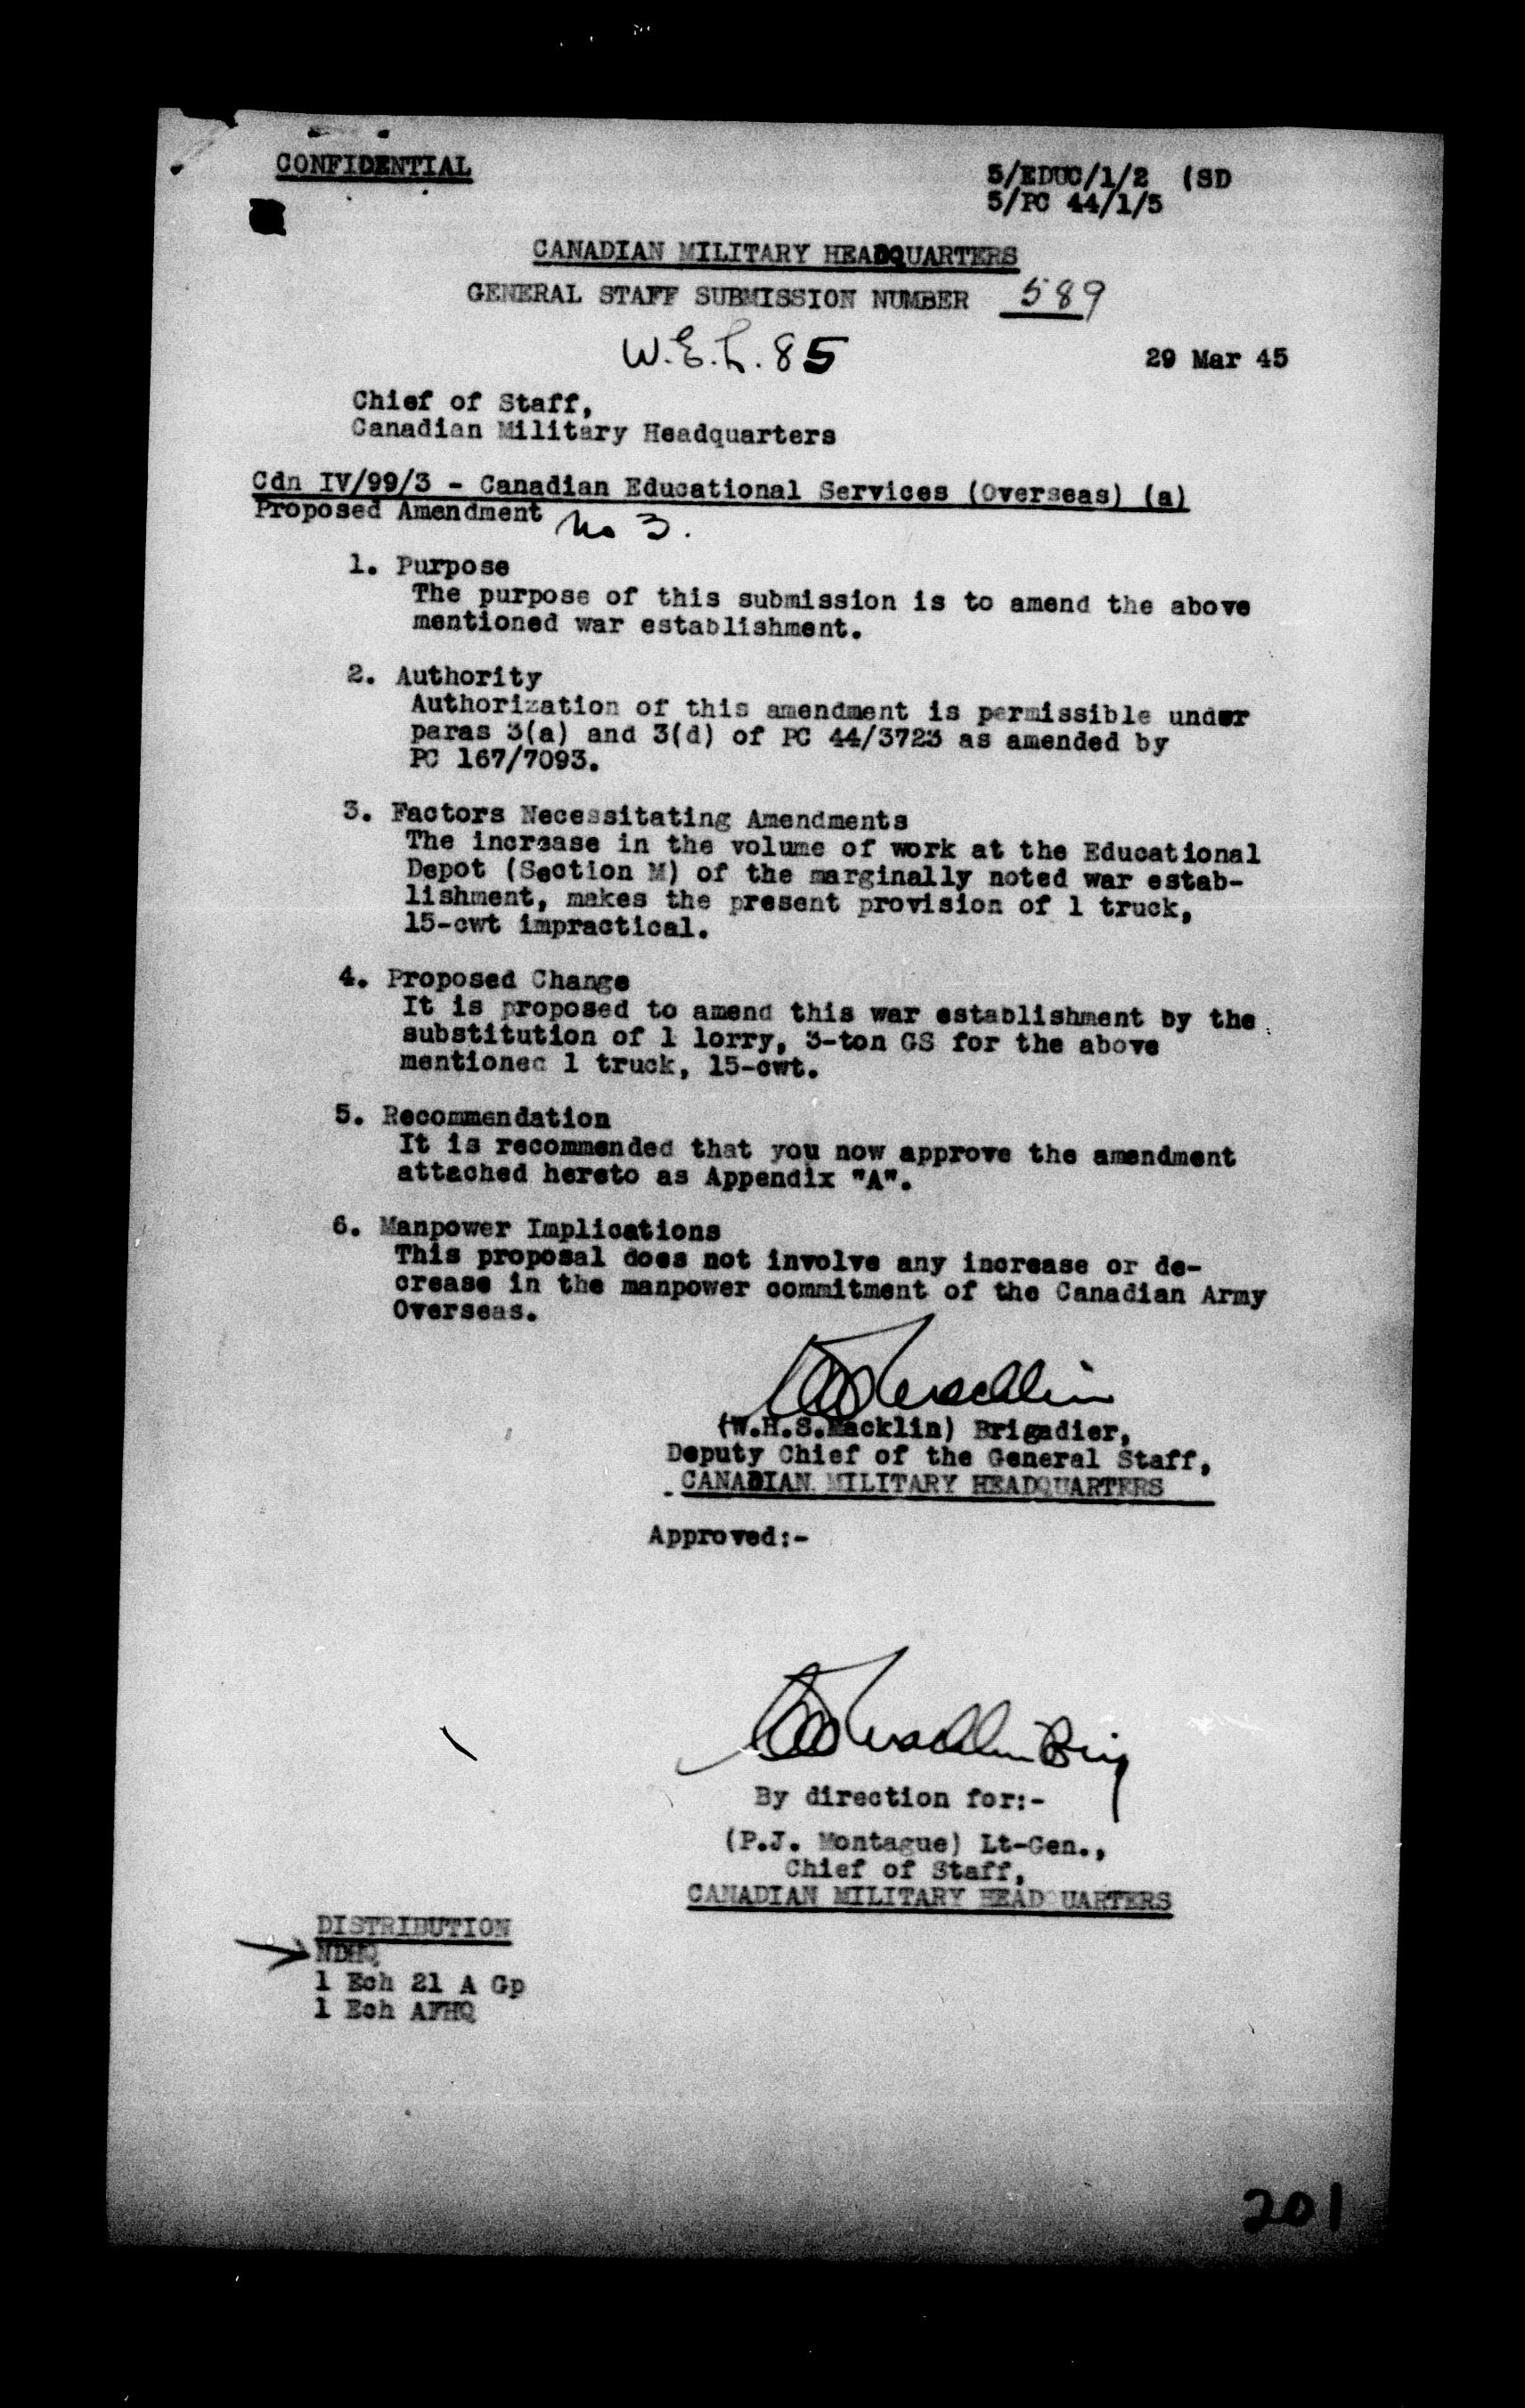 CONFIDENTIAL
5/EDUC/1/2 (SD
5/PC 44/1/5
CANADIAN MILITARY HEADQUARTERS
GENERAL STAFF SUBMISSION NUMBER 589
W.E.L. 85
29 Mar 45
Chief of Staff,
Canadian Military Headquarters
Cdn IV/99/3 - Canadian Educational Services (Overseas) (a)
Proposed Amendment No 3.
1. Purpose
The purpose of this submission is to amend the above
mentioned war establishment.
2. Authority
Authorization of this amendment is permissible under
paras 3(a) and 3(d) of PC 44/3723 as amended by
PC 167/7093.
3. Factors Necessitating Amendments
The increase in the volume of work at the Educational
Depot (Section M) of the marginally noted war estab-
lishment, makes the present provision of 1 truck,
15-cwt impractical.
4. Proposed Change
It is proposed to amend this war establishment by the
substitution of 1 lorry, 3-ton GS for the above
mentioned 1 truck, 15-cwt.
5. Recommendation
It is recommended that you now approve the amendment
attached hereto as Appendix "A".
6. Manpower Implications
This proposal does not involve any increase or de-
crease in the manpower commitment of the Canadian Army
Overseas.
(W.H.S.Macklin) Brigadier,
Deputy Chief of the General Staff,
CANADIAN MILITARY HEADQUARTERS
Approved:-
By direction for:-
(P.J. Montague) Lt-Gen.,
Chief of Staff,
CANADIAN MILITARY HEADQUARTERS
DISTRIBUTION
NDHQ
1 Ech 21 A Gp
1 Ech AFHQ
201